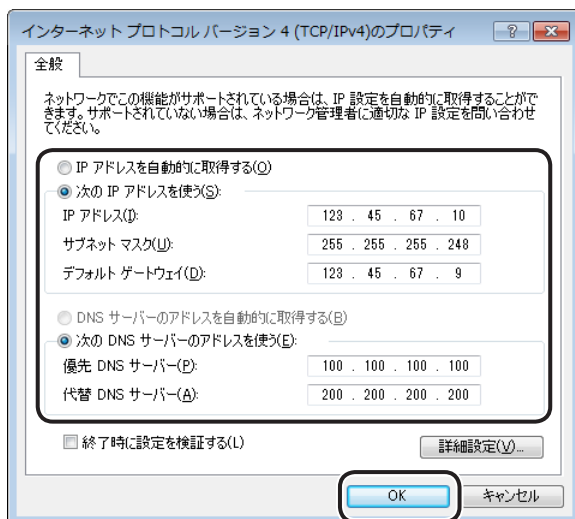 インターネット プロトコル バージョン 4 (TCP/IPv4)のプロパティ
全般
ネットワークでこの機能がサポートされている場合は、IP 設定を自動的に取得することがで
きます。サポートされていない場合は、ネットワーク管理者に適切な IP 設定を問い合わせ
てください。
IP アドレスを自動的に取得する(O)
次の IP アドレスを使う(S):
IP アドレス(I): 123 . 45 . 67 . 10
サブネット マスク(U): 255 . 255 . 255 . 248
デフォルト ゲートウェイ(D): 123 . 45 . 67 . 9
DNS サーバーのアドレスを自動的に取得する(B)
次の DNS サーバーのアドレスを使う(E):
優先 DNS サーバー(P): 100 . 100 . 100 . 100
代替 DNS サーバー(A): 200 . 200 . 200 . 200
終了時に設定を検証する(L)
詳細設定(V)...
OK キャンセル